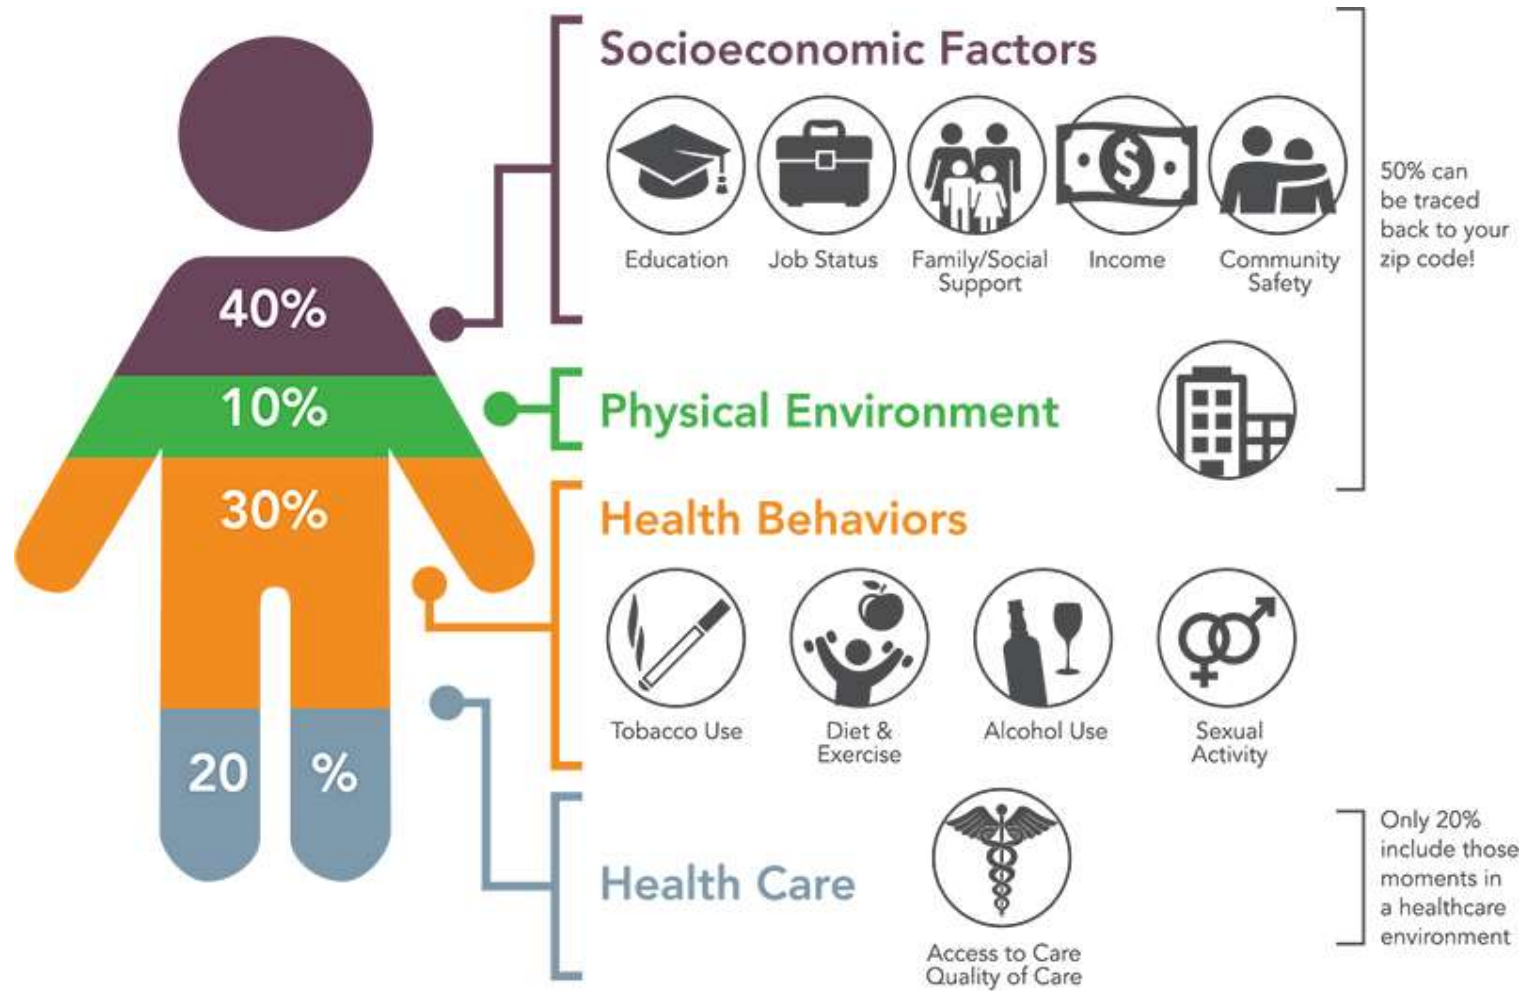 Socioeconomic Factors
Education
Job Status
Family/Social
Support
Income
Community
Safety
50% can
be traced
back to your
zip code!
40%
10%
Physical Environment
30%
Health Behaviors
Tobacco Use
Diet &
Exercise
Alcohol Use
Sexual
Activity
20 %
Health Care
Access to Care
Quality of Care
Only 20%
include those
moments in
a healthcare
environment
$